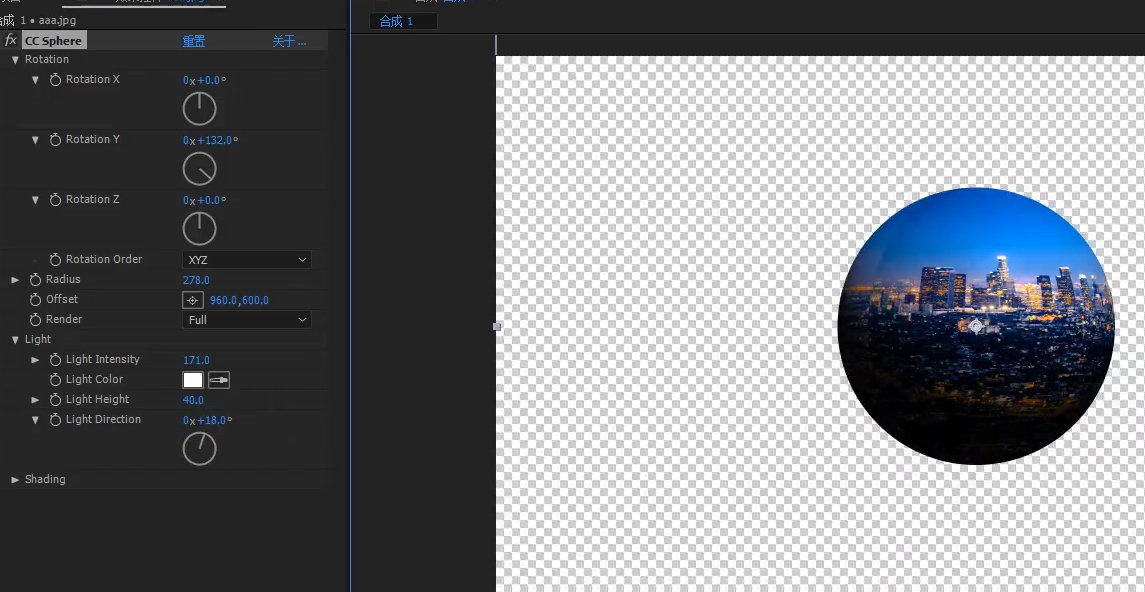 合成 1 • aaa.jpg
fx CC Sphere 重置 关于...
Rotation
Rotation X 0x+0.0°
Rotation Y 0x+132.0°
Rotation Z 0x+0.0°
Rotation Order XYZ
Radius 278.0
Offset 960.0,600.0
Render Full
Light
Light Intensity 171.0
Light Color
Light Height 40.0
Light Direction 0x+18.0°
Shading
合成 1